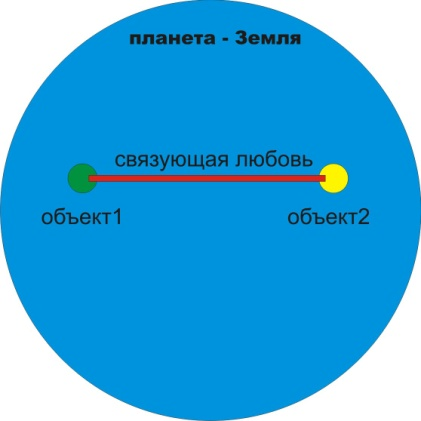 планета - Земля
связующая любовь
объект1
объект2